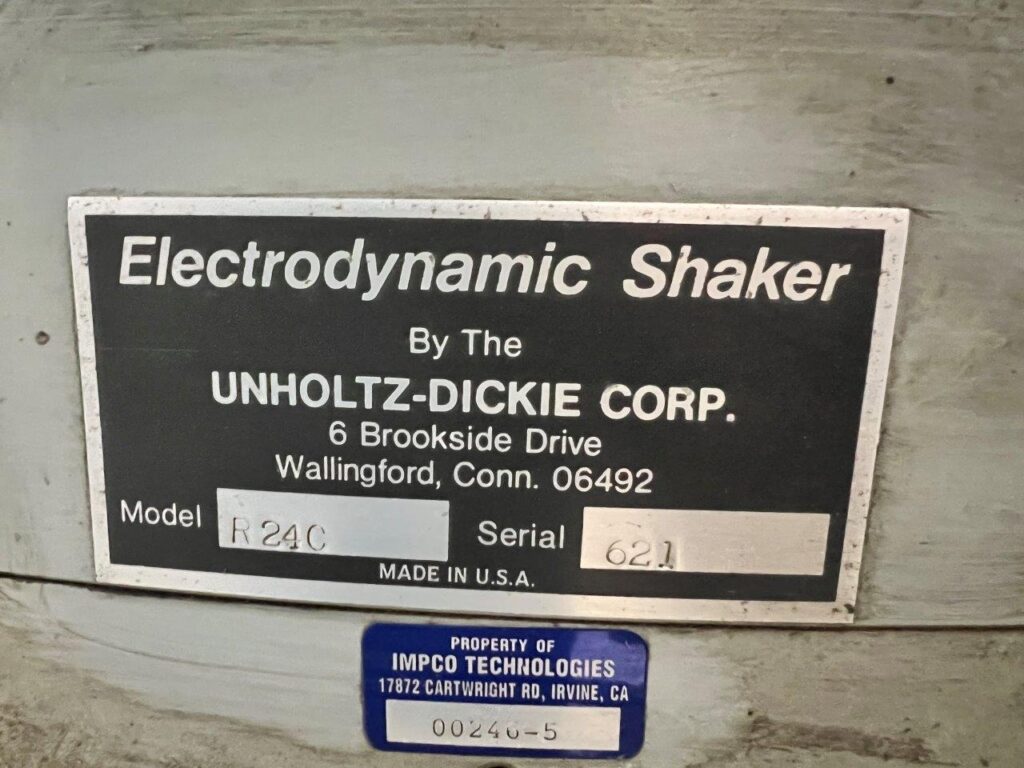 Electrodynamic Shaker
By The
UNHOLTZ-DICKIE CORP.
6 Brookside Drive
Wallingford, Conn. 06492
Model R24C Serial 621
MADE IN U.S.A.
PROPERTY OF
IMPCO TECHNOLOGIES
17872 CARTWRIGHT RD, IRVINE, CA